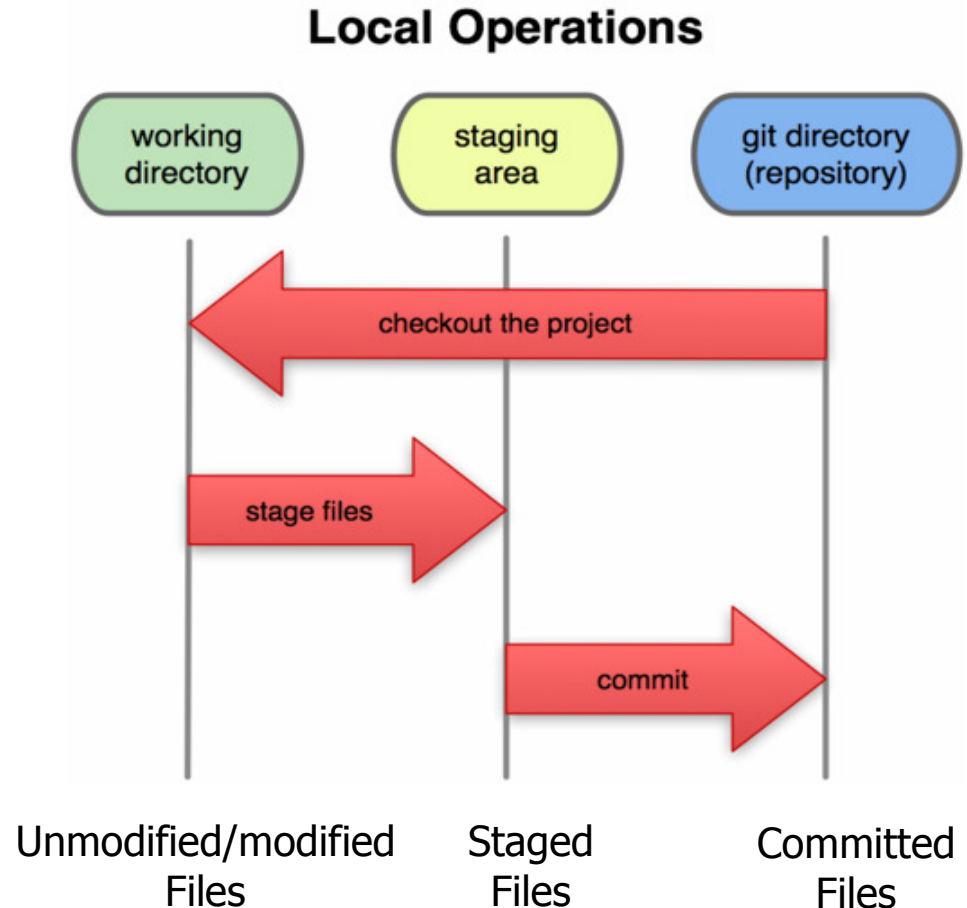 Local Operations
working
directory
staging
area
git directory
(repository)
checkout the project
stage files
commit
Unmodified/modified
Files
Staged
Files
Committed
Files